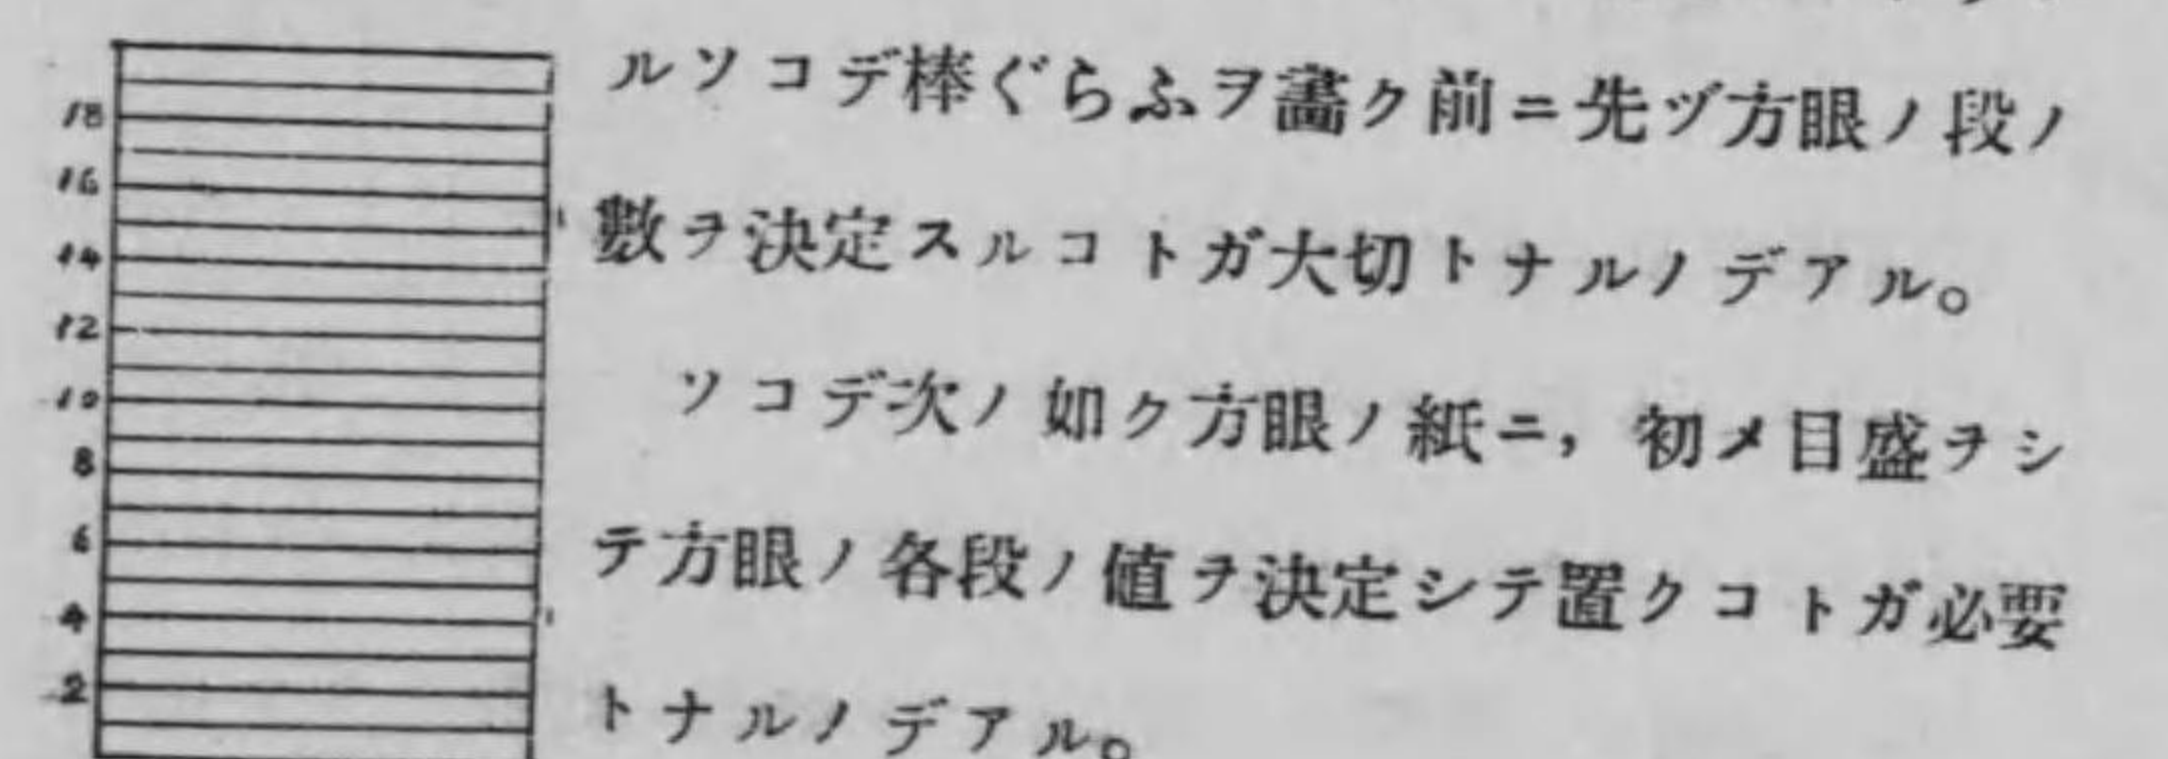 ルソコデ棒ぐらふヲ畵ク前ニ先ヅ方眼ノ段ノ
數ヲ決定スルコトガ大切トナルノデアル。
ソコデ次ノ如ク方眼ノ紙ニ，初メ目盛ヲシ
テ方眼ノ各段ノ値ヲ決定シテ置クコトガ必要
トナルノデアル。
18
16
14
12
10
8
6
4
2